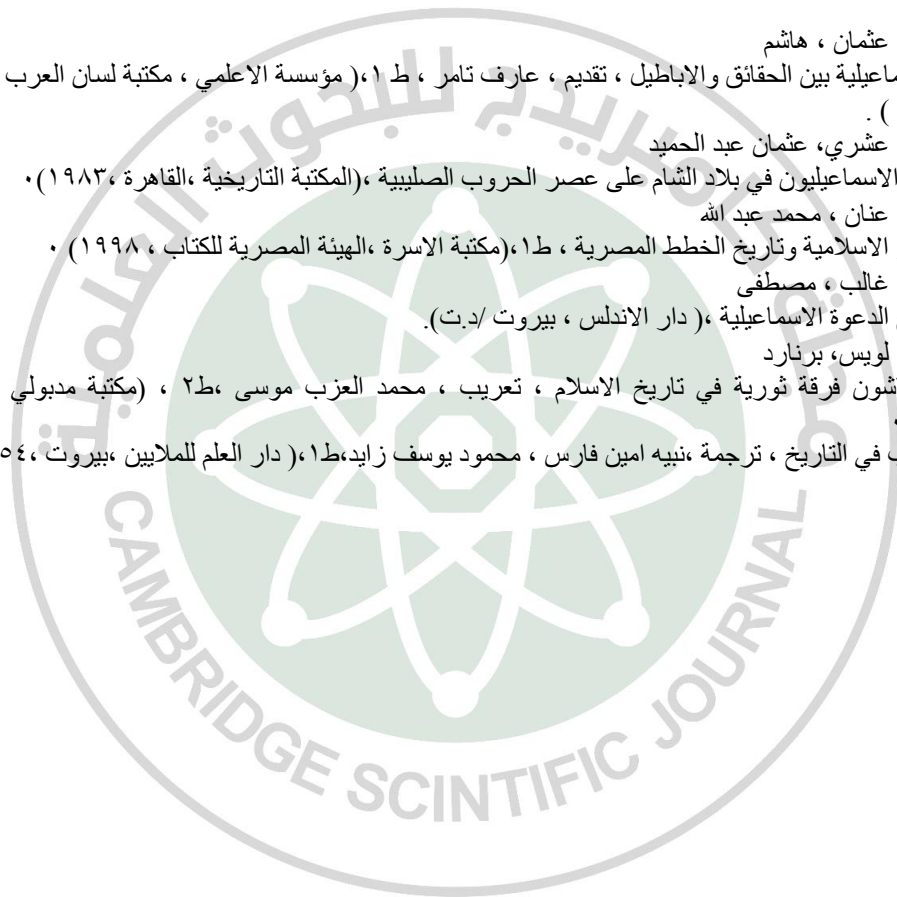 عثمان ، هاشم
ماعيلية بين الحقائق والاباطيل ، تقديم ، عارف تامر ، ط ١،( مؤسسة الاعلمي ، مكتبة لسان العرب
) .
عشري، عثمان عبد الحميد
الاسماعيليون في بلاد الشام على عصر الحروب الصليبية ،(المكتبة التاريخية ،القاهرة ،١٩٨٣)٠
عنان ، محمد عبد الله
الاسلامية وتاريخ الخطط المصرية ، ط١،(مكتبة الاسرة ،الهيئة المصرية للكتاب ، ١٩٩٨) ٠
غالب ، مصطفى
الدعوة الاسماعيلية ،( دار الاندلس ، بيروت /د.ت).
لويس، برنارد
شون فرقة ثورية في تاريخ الاسلام ، تعريب ، محمد العزب موسى ،ط٢ ، (مكتبة مدبولي
في التاريخ ، ترجمة ،نبيه امين فارس ، محمود يوسف زايد،ط١،( دار العلم للملايين ،بيروت ،٥٤
مجلة كامبريدج للبحوث العلمية
CAMBRIDGE SCINTIFIC JOURNAL